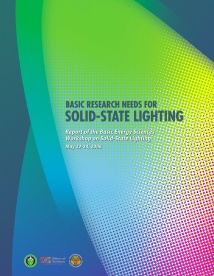 BASIC RESEARCH NEEDS FOR
SOLID-STATE LIGHTING
Report of the Basic Energy Sciences
Workshop on Solid-State Lighting
May 22-24, 2006